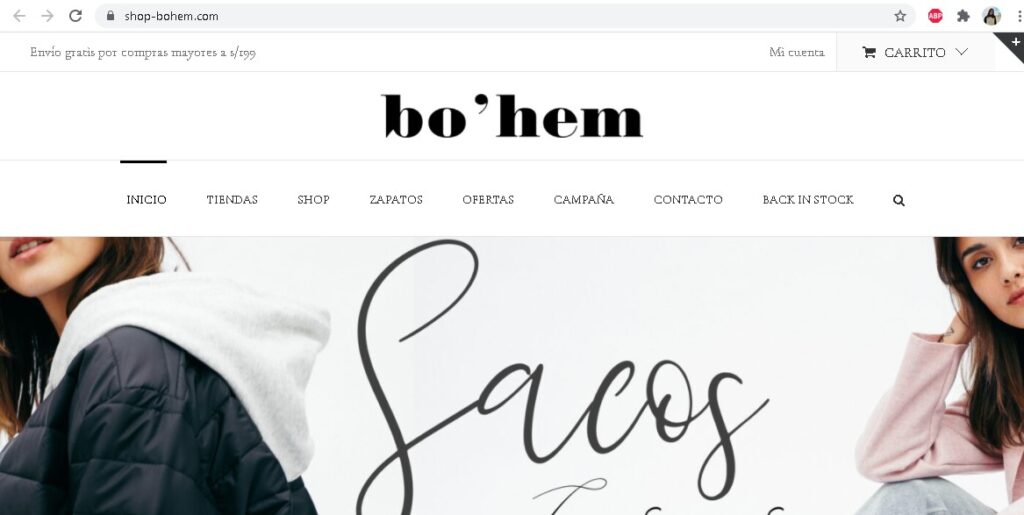 shop-bohem.com
ABP
Envío gratis por compras mayores a s/199
Mi cuenta
CARRITO
bo’hem
INICIO TIENDAS SHOP ZAPATOS OFERTAS CAMPAÑA CONTACTO BACK IN STOCK
Sacos